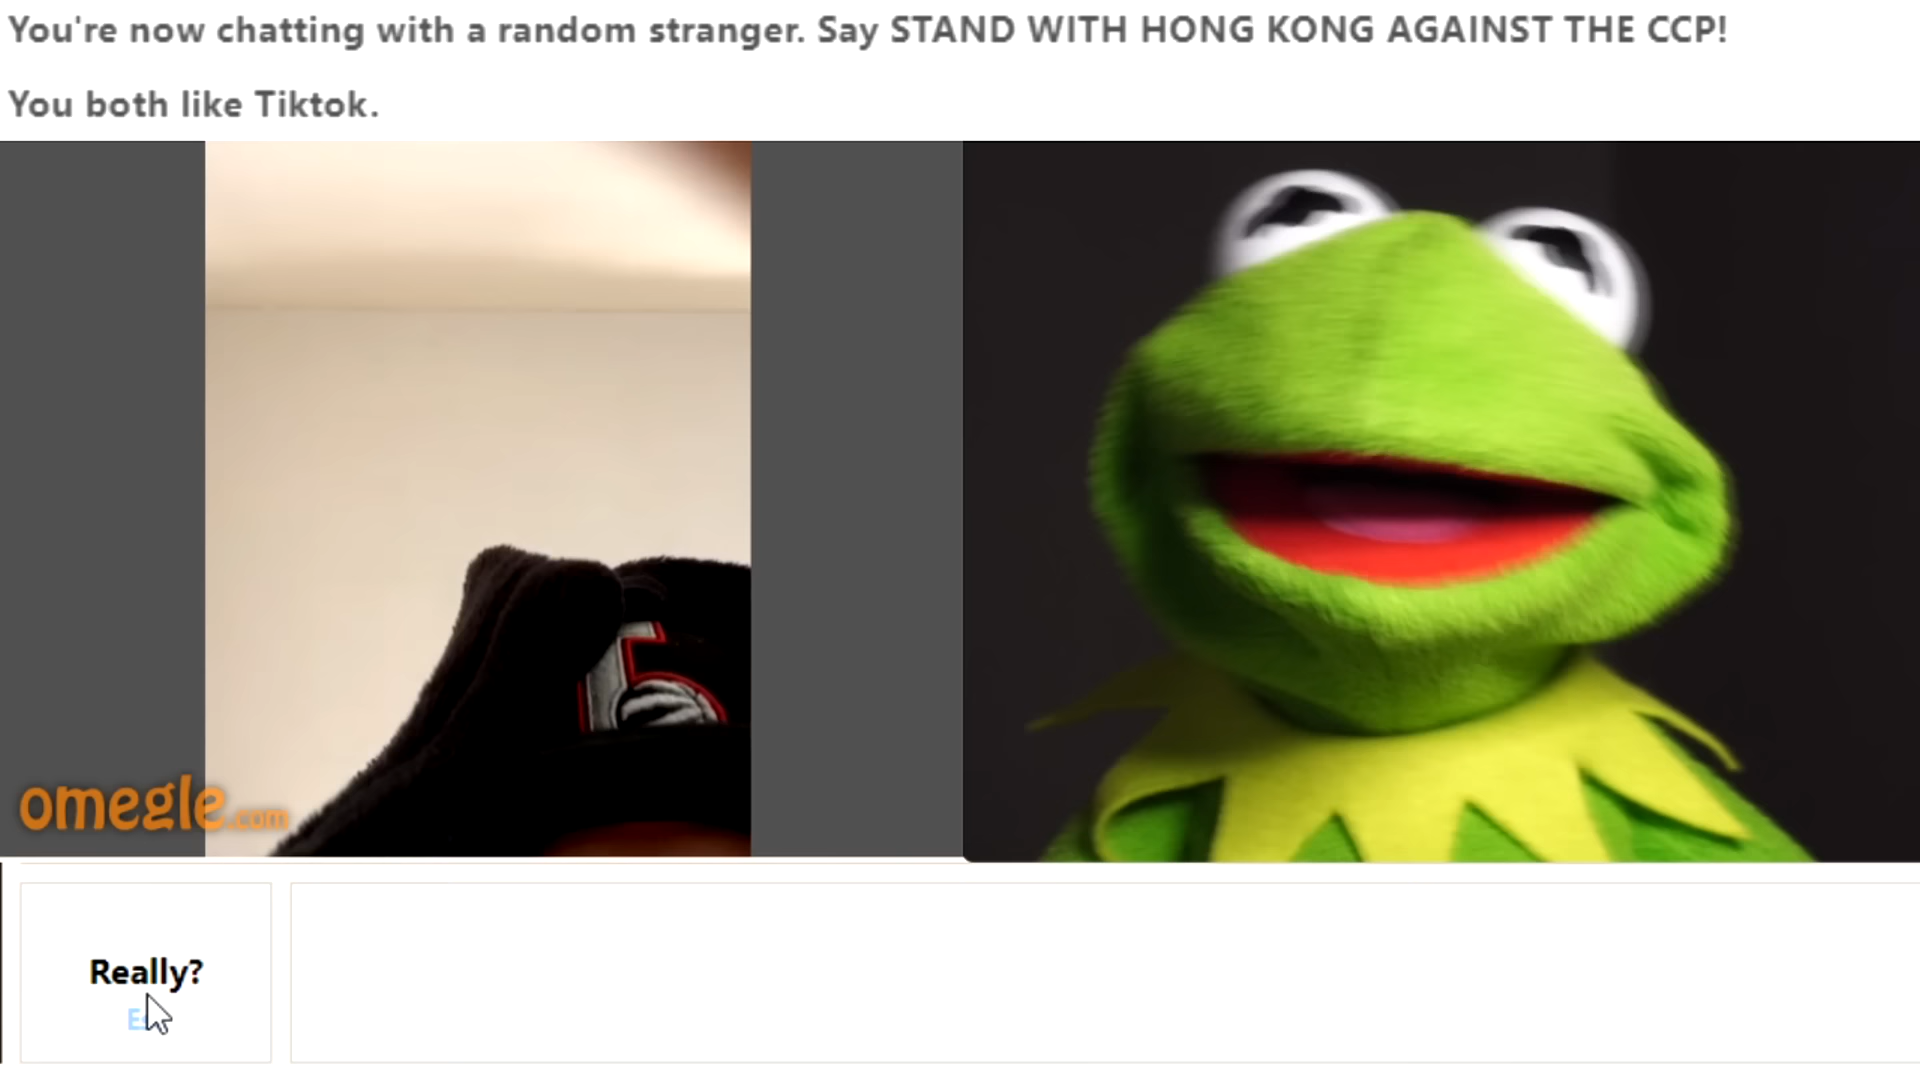 You're now chatting with a random stranger. Say STAND WITH HONG KONG AGAINST THE CCP!
You both like Tiktok.
omegle.com
Really?